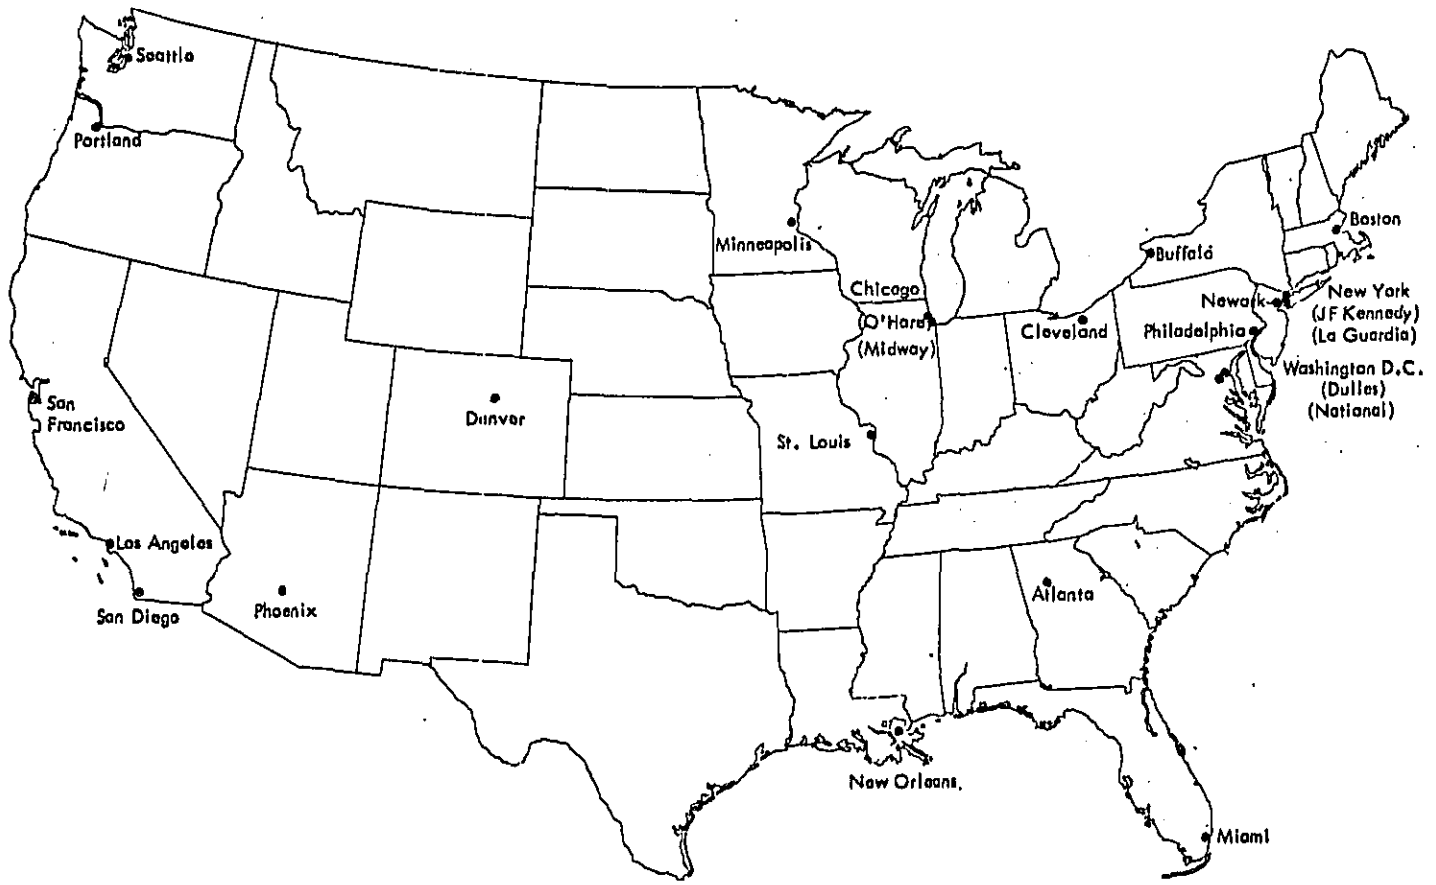 Seattle
Portland
Minneapolis
Boston
Buffalo
Chicago
(O'Hare)
(Midway)
Cleveland
Newark
New York
(JF Kennedy)
(La Guardia)
Philadelphia
Washington D.C.
(Dulles)
(National)
San
Francisco
Denver
St. Louis
Los Angeles
San Diego
Phoenix
Atlanta
New Orleans.
Miami